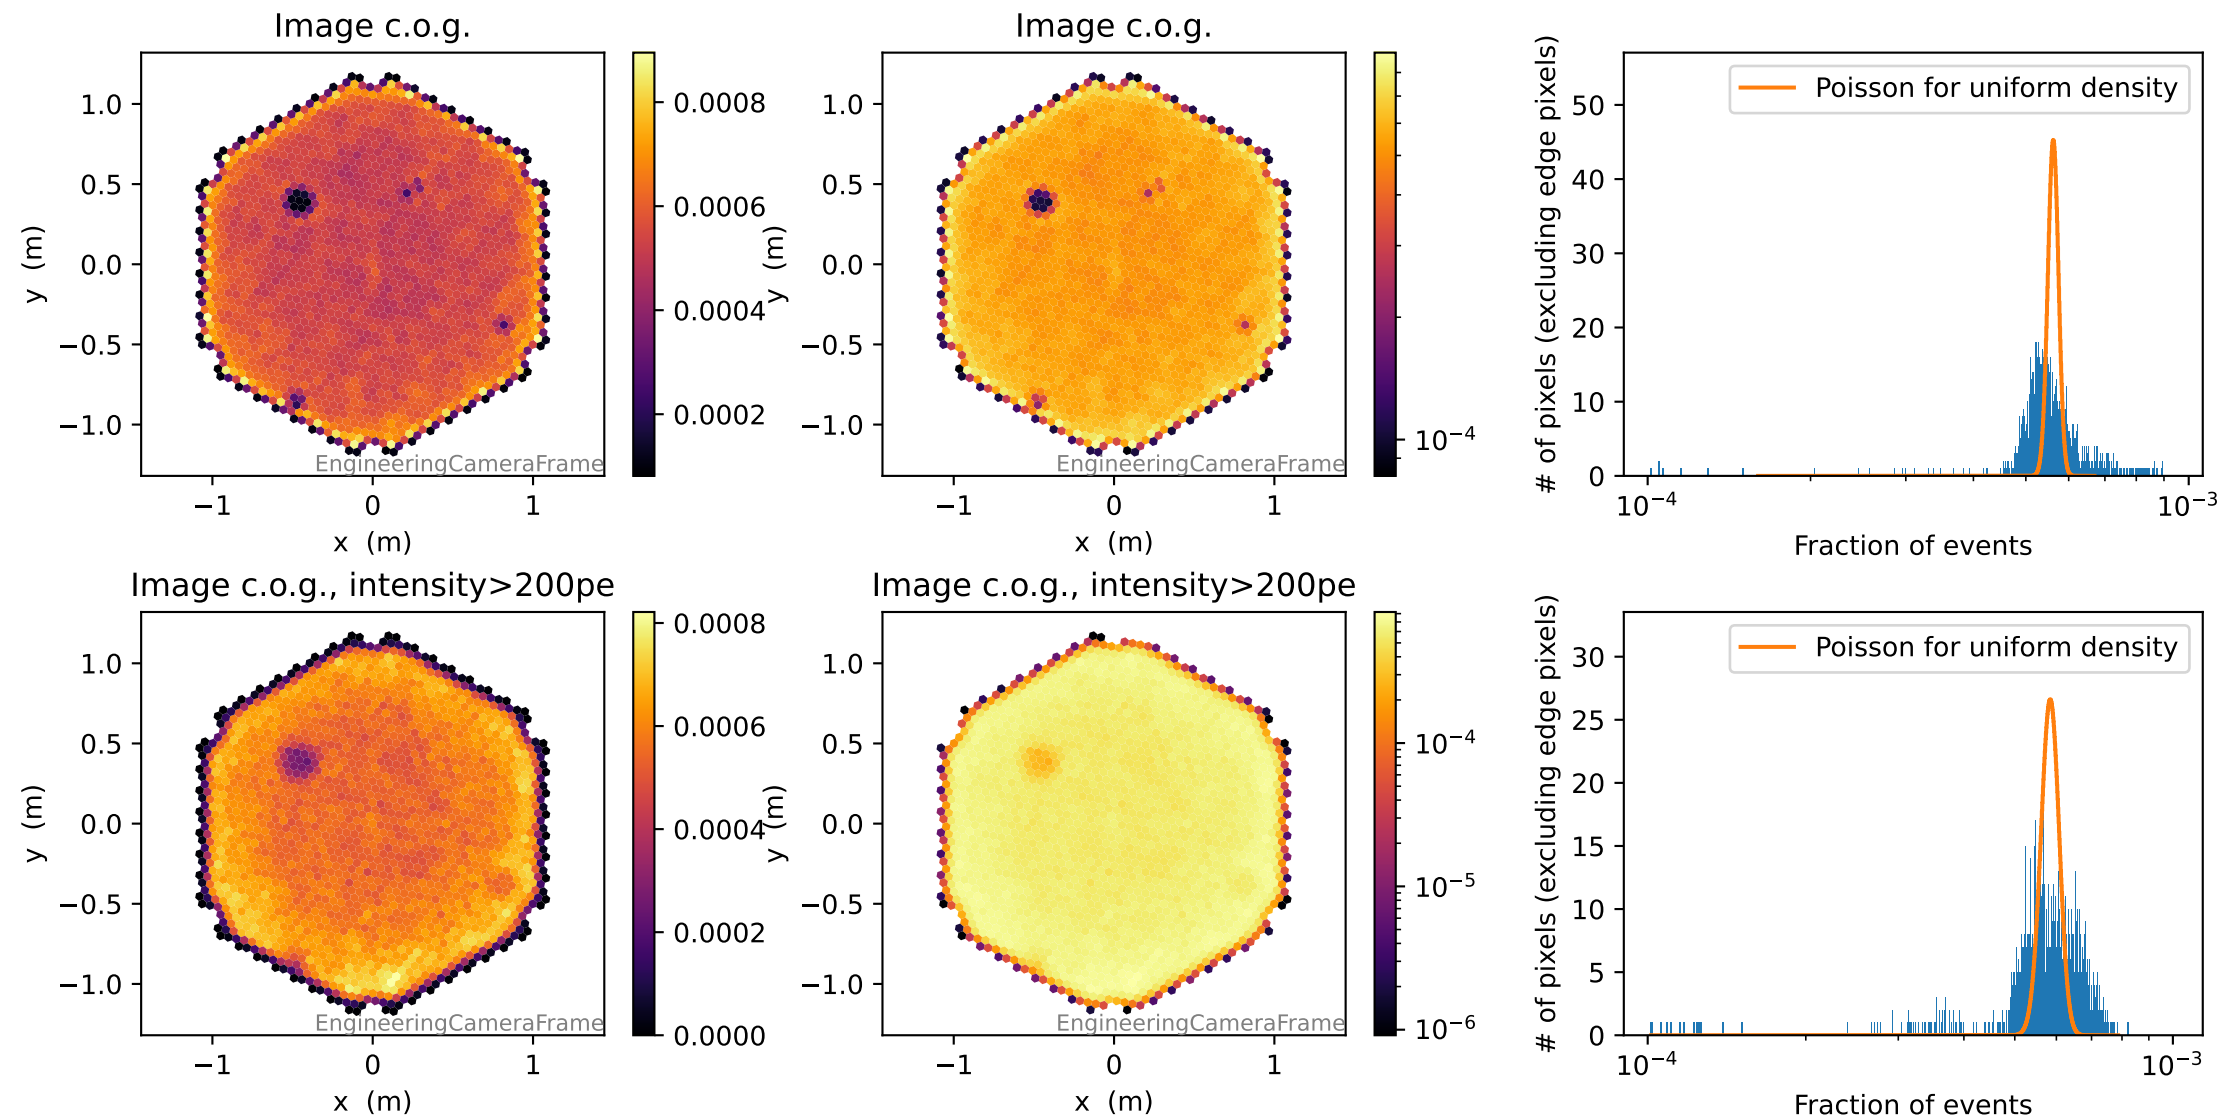 Image c.o.g.
1.0
0.5
0.0
−0.5
−1.0
y (m)
−1
0
1
x (m)
EngineeringCameraFrame
0.0008
0.0006
0.0004
0.0002
Image c.o.g.
1.0
0.5
0.0
−0.5
−1.0
y (m)
−1
0
1
x (m)
EngineeringCameraFrame
10⁻⁴
# of pixels (excluding edge pixels)
50
40
30
20
10
0
Poisson for uniform density
10⁻⁴
10⁻³
Fraction of events
Image c.o.g., intensity>200pe
1.0
0.5
0.0
−0.5
−1.0
y (m)
−1
0
1
x (m)
EngineeringCameraFrame
0.0008
0.0006
0.0004
0.0002
0.0000
Image c.o.g., intensity>200pe
1.0
0.5
0.0
−0.5
−1.0
y (m)
−1
0
1
x (m)
EngineeringCameraFrame
10⁻⁴
10⁻⁵
10⁻⁶
# of pixels (excluding edge pixels)
30
25
20
15
10
5
0
Poisson for uniform density
10⁻⁴
10⁻³
Fraction of events